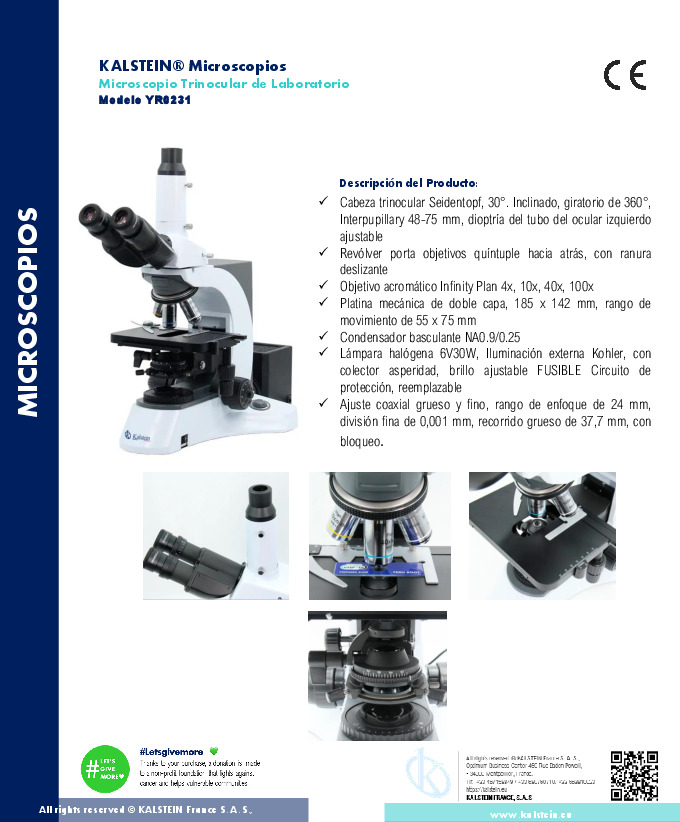 KALSTEIN® Microscopios
Microscopio Trinocular de Laboratorio
Modelo YR0231
CE
MICROSCOPIOS
Descripción del Producto:
✓ Cabeza trinocular Seidentopf, 30°. Inclinado, giratorio de 360°,
Interpupillary 48-75 mm, dioptría del tubo del ocular izquierdo
ajustable
✓ Revólver porta objetivos quíntuple hacia atrás, con ranura
deslizante
✓ Objetivo acromático Infinity Plan 4x, 10x, 40x, 100x
✓ Platina mecánica de doble capa, 185 x 142 mm, rango de
movimiento de 55 x 75 mm
✓ Condensador basculante NA0.9/0.25
✓ Lámpara halógena 6V30W, Iluminación externa Kohler, con
colector asperidad, brillo ajustable FUSIBLE Circuito de
protección, reemplazable
✓ Ajuste coaxial grueso y fino, rango de enfoque de 24 mm,
división fina de 0,001 mm, recorrido grueso de 37,7 mm, con
bloqueo.
Kalstein
#LET'S
GIVE
MORE
#Letsgivemore
Thanks to your purchase, a donation is made
to a non-profit foundation that fights against
cancer and helps vulnerable communities
All rights reserved © KALSTEIN France S. A. S.,
KALSTEIN FRANCE, S.A.S
All rights reserved © KALSTEIN France S. A. S.,
www.kalstein.eu